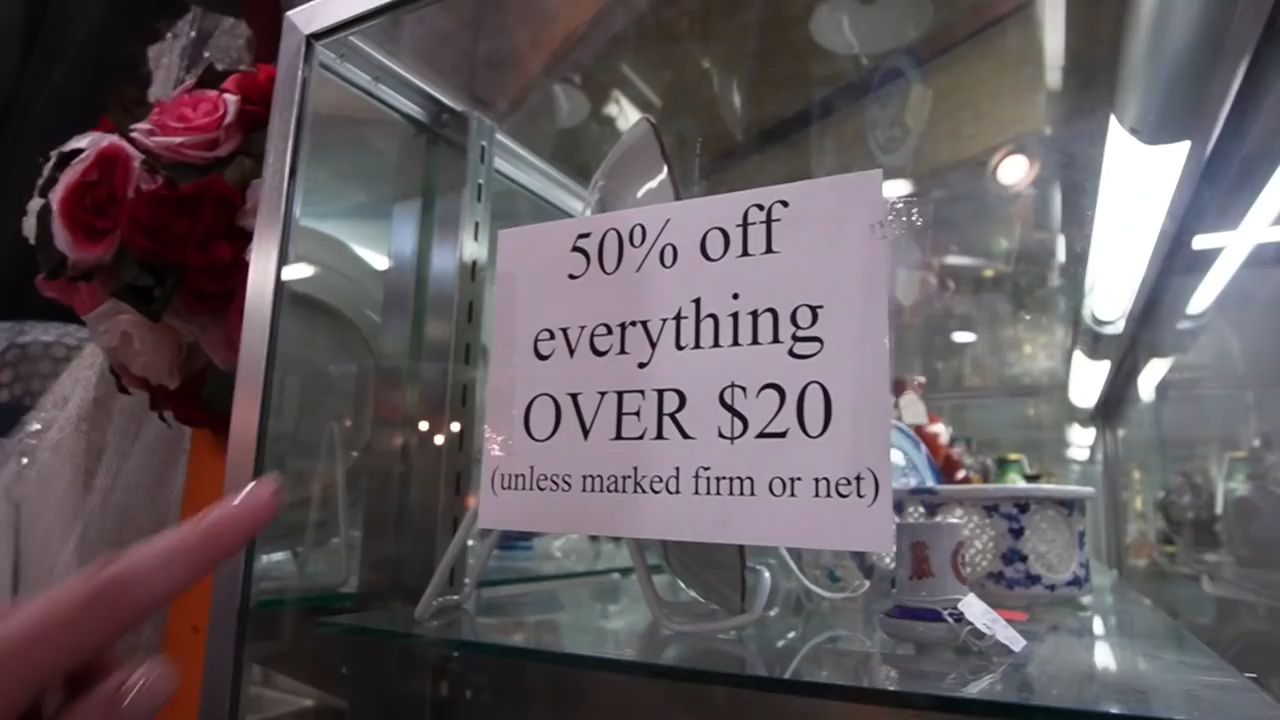 50% off
everything
OVER $20
(unless marked firm or net)